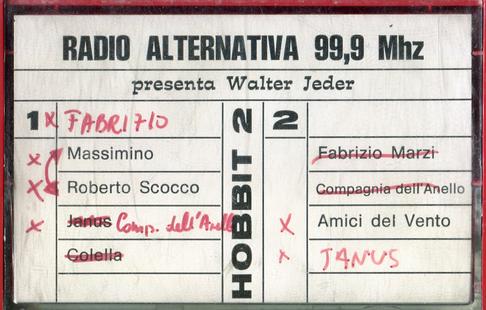 RADIO ALTERNATIVA 99,9 Mhz
presenta Walter Jeder
1 x FABRIZIO
x Massimino
x Roberto Scocco
x Janus Comp. dell'Anello
Colella
HOBBIT 2
2
Fabrizio Marzi
Compagnia dell'Anello
x Amici del Vento
x JANUS